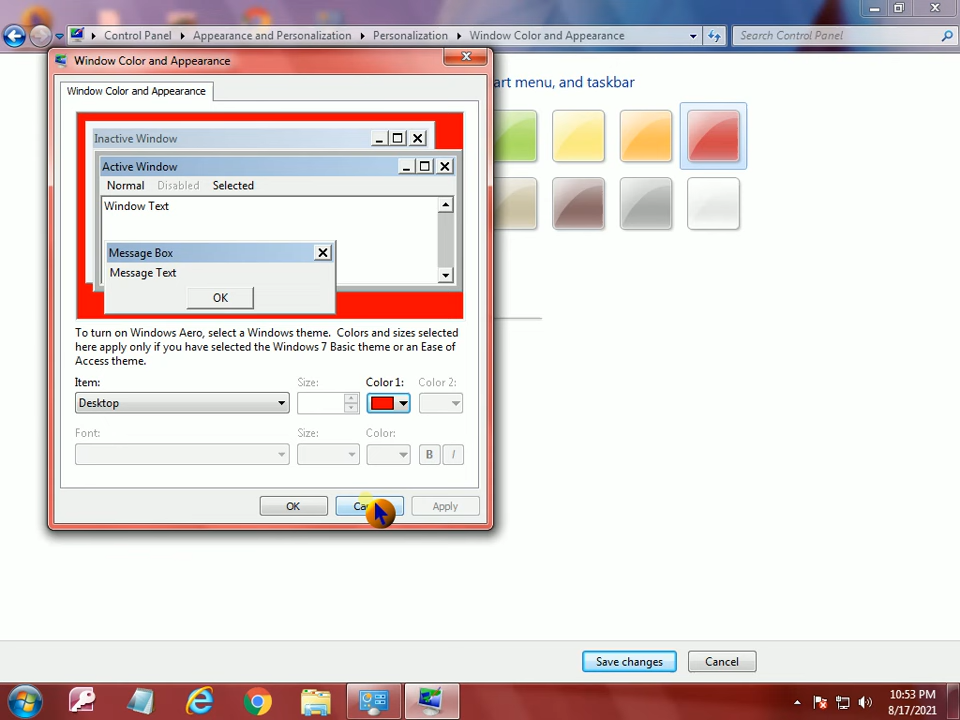 Control Panel Appearance and Personalization Personalization Window Color and Appearance
Search Control Panel
Window Color and Appearance
art menu, and taskbar
Window Color and Appearance
Inactive Window
Active Window
Normal Disabled Selected
Window Text
Message Box
Message Text
OK
To turn on Windows Aero, select a Windows theme. Colors and sizes selected
here apply only if you have selected the Windows 7 Basic theme or an Ease of
Access theme.
Item: Size: Color 1: Color 2:
Desktop
Font: Size: Color:
B I
OK Ca Apply
Save changes Cancel
10:53 PM
8/17/2021